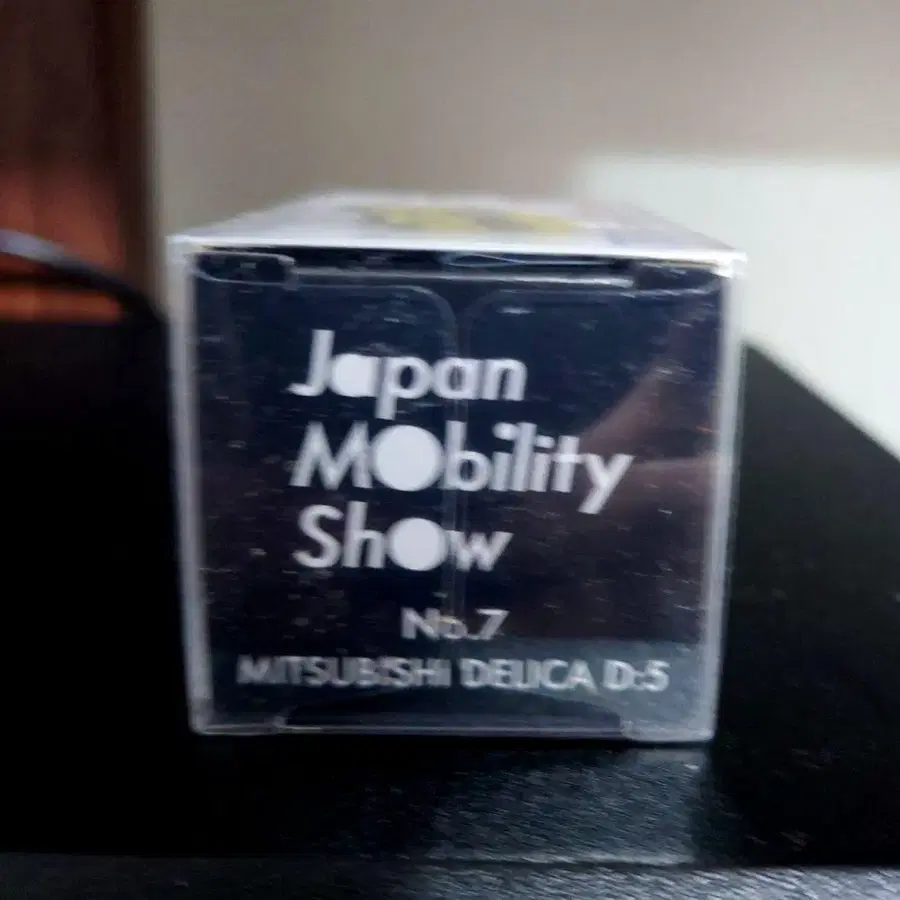 Japan
Mobility
Show
No.7
MITSUBISHI DELICA D:5